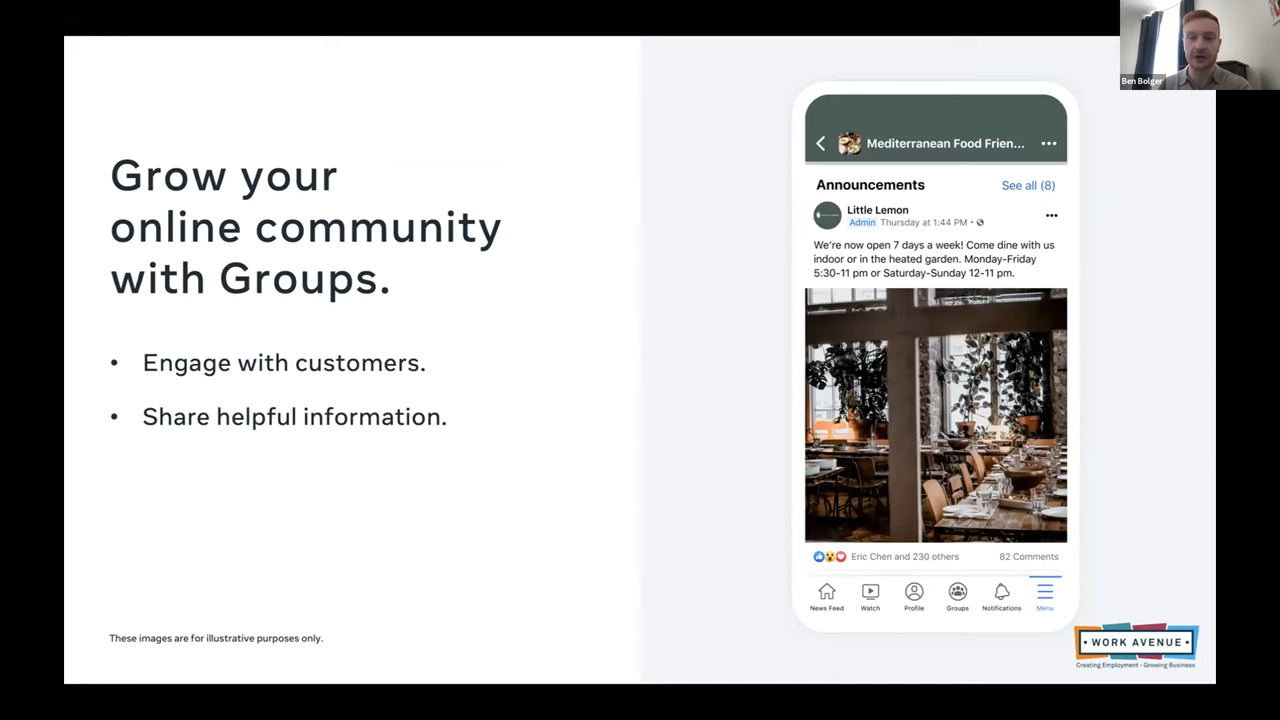 Ben Bolger
Grow your
online community
with Groups.
• Engage with customers.
• Share helpful information.
These images are for illustrative purposes only.
Mediterranean Food Frien...
Announcements
See all (8)
Little Lemon
Admin Thursday at 1:44 PM •
We're now open 7 days a week! Come dine with us
indoor or in the heated garden. Monday-Friday
5:30-11 pm or Saturday-Sunday 12-11 pm.
Eric Chen and 230 others
82 Comments
News Feed
Watch
Profile
Groups
Notifications
Menu
• WORK AVENUE •
Creating Employment • Growing Business